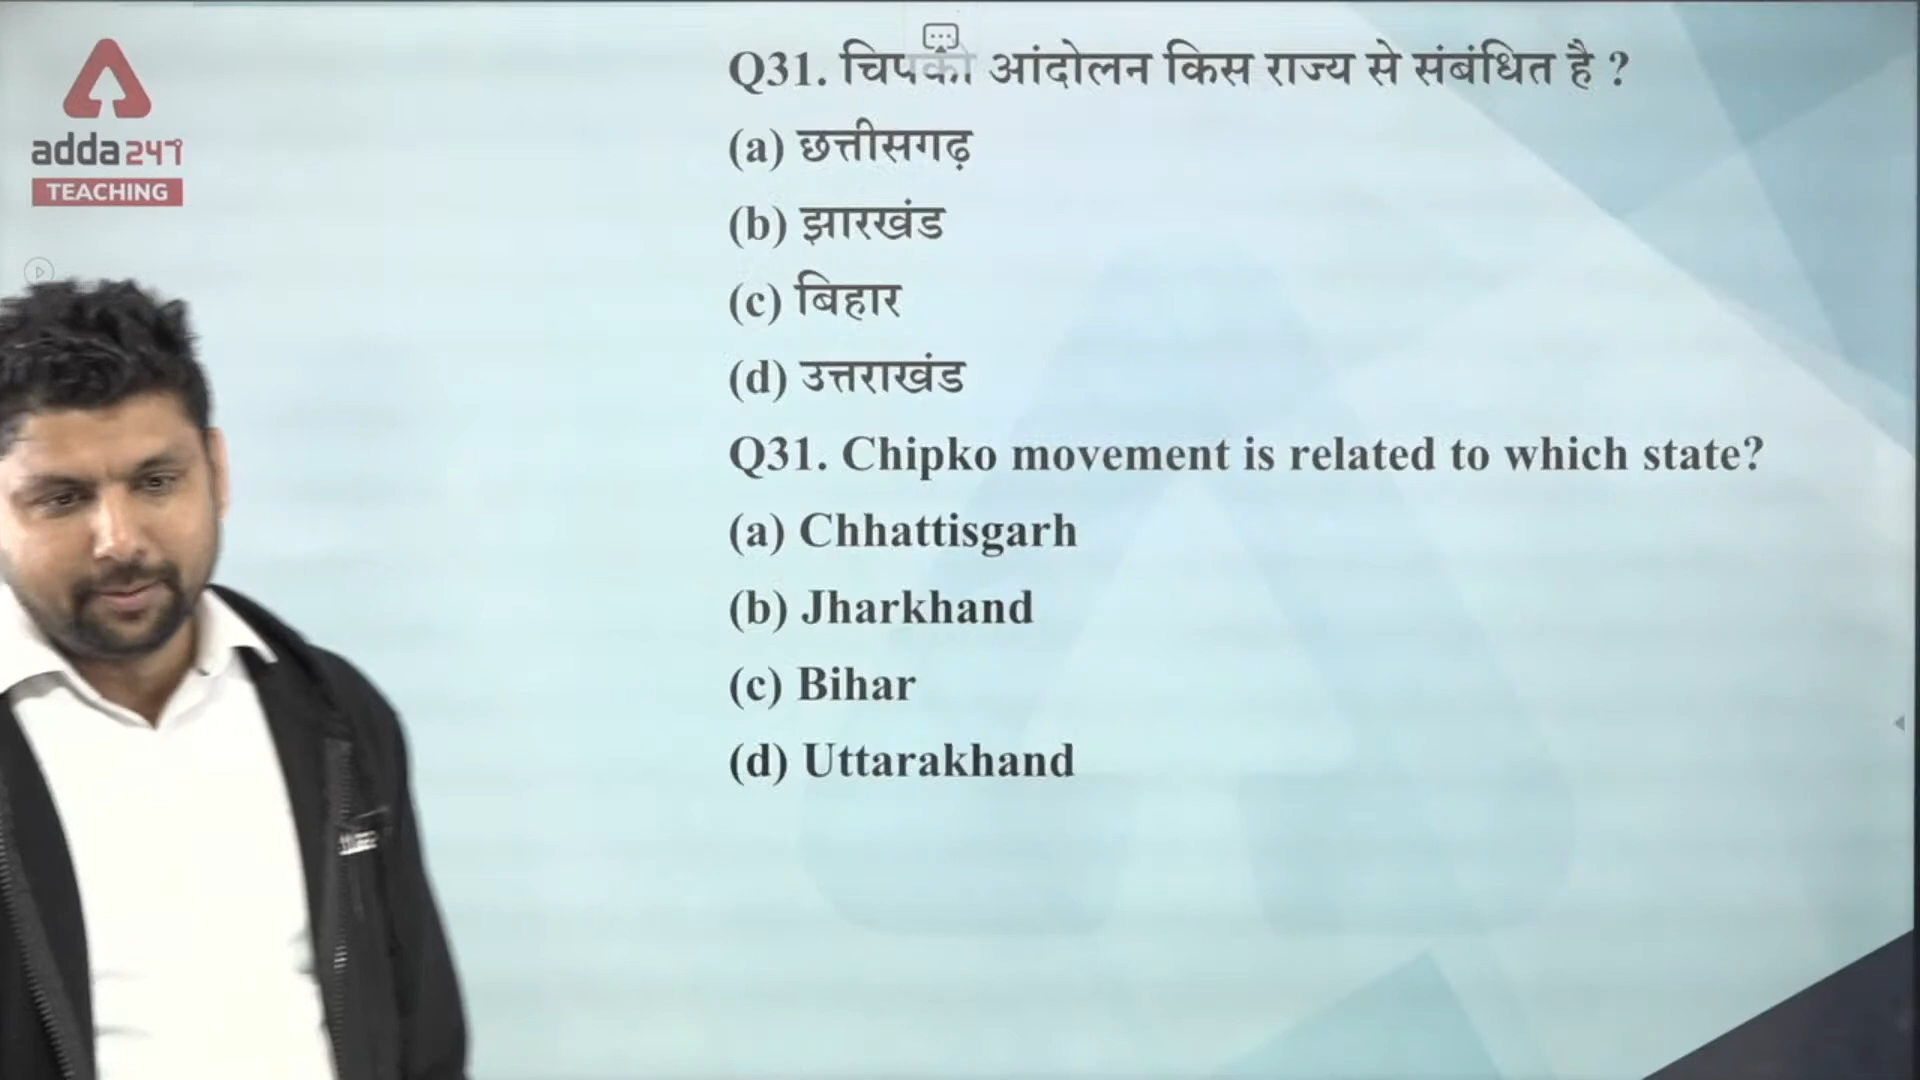 adda247
TEACHING
Q31. चिपको आंदोलन किस राज्य से संबंधित है ?
(a) छत्तीसगढ़
(b) झारखंड
(c) बिहार
(d) उत्तराखंड
Q31. Chipko movement is related to which state?
(a) Chhattisgarh
(b) Jharkhand
(c) Bihar
(d) Uttarakhand